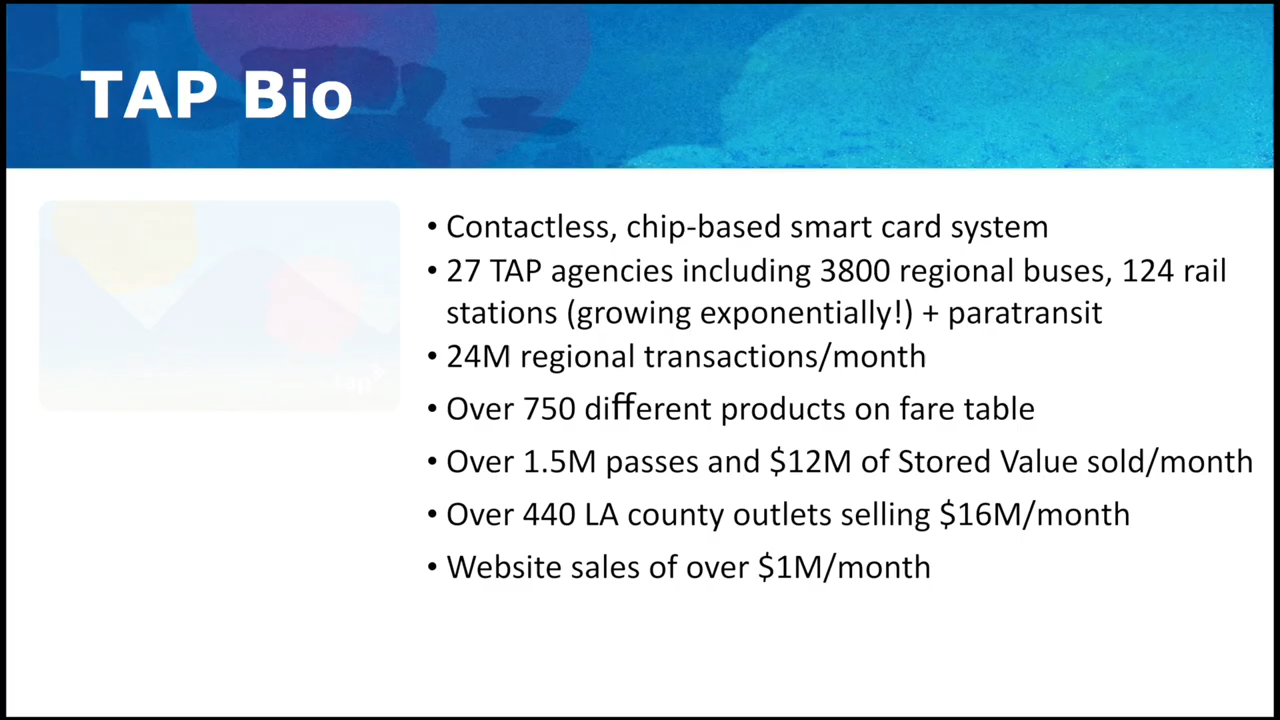 TAP Bio
• Contactless, chip-based smart card system
• 27 TAP agencies including 3800 regional buses, 124 rail
stations (growing exponentially!) + paratransit
• 24M regional transactions/month
• Over 750 different products on fare table
• Over 1.5M passes and $12M of Stored Value sold/month
• Over 440 LA county outlets selling $16M/month
• Website sales of over $1M/month
tap